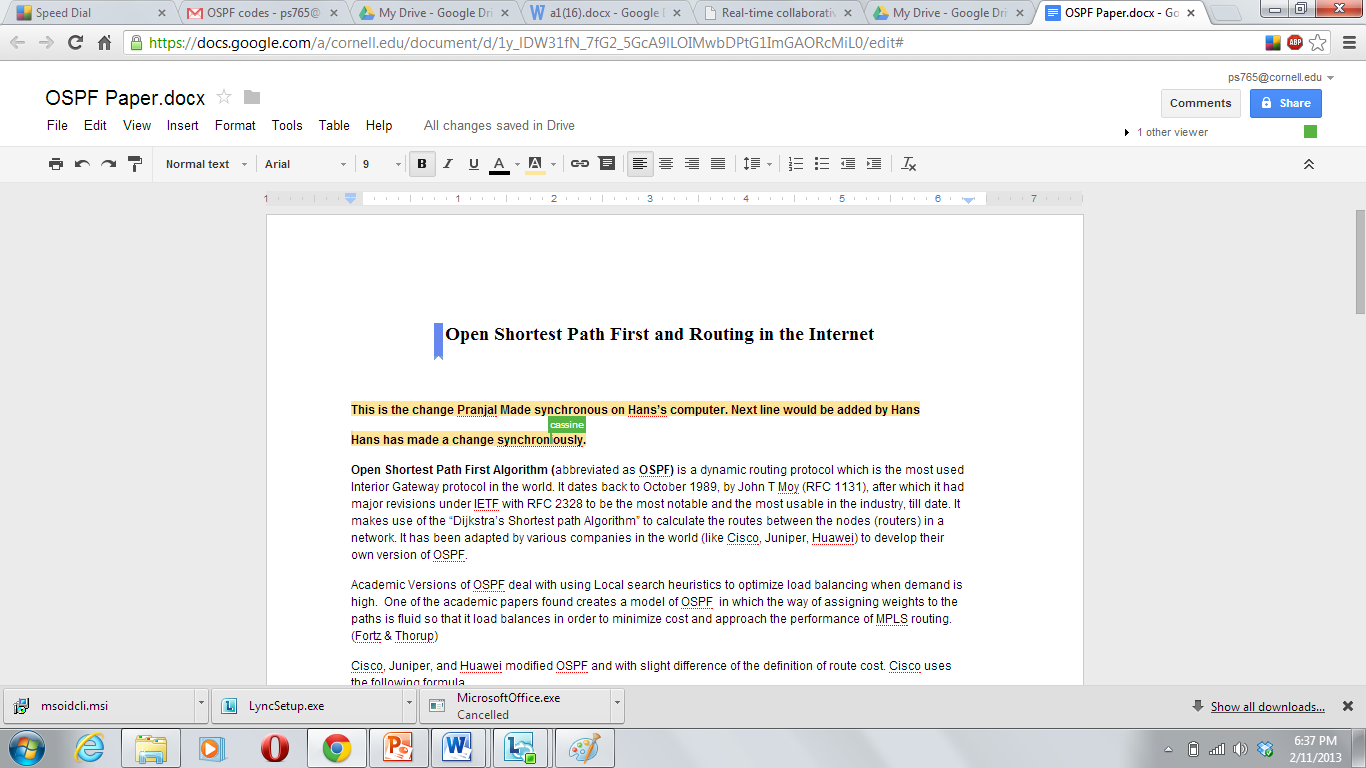 Speed Dial
OSPF codes - ps765@
My Drive - Google Dri
a1(16).docx - Google
Real-time collaborati
My Drive - Google Dri
OSPF Paper.docx - Go
https://docs.google.com/a/cornell.edu/document/d/1y_IDW31fN_7fG2_5GcA9lLOIMwbDPtG1ImGAORcMiL0/edit#
ABP
ps765@cornell.edu
OSPF Paper.docx
Comments
Share
File Edit View Insert Format Tools Table Help All changes saved in Drive
1 other viewer
Normal text Arial 9 B I U A A
1 1 2 3 4 5 6 7
Open Shortest Path First and Routing in the Internet
This is the change Pranjal Made synchronous on Hans's computer. Next line would be added by Hans
cassine
Hans has made a change synchronously.
Open Shortest Path First Algorithm (abbreviated as OSPF) is a dynamic routing protocol which is the most used
Interior Gateway protocol in the world. It dates back to October 1989, by John T Moy (RFC 1131), after which it had
major revisions under IETF with RFC 2328 to be the most notable and the most usable in the industry, till date. It
makes use of the “Dijkstra’s Shortest path Algorithm” to calculate the routes between the nodes (routers) in a
network. It has been adapted by various companies in the world (like Cisco, Juniper, Huawei) to develop their
own version of OSPF.
Academic Versions of OSPF deal with using Local search heuristics to optimize load balancing when demand is
high. One of the academic papers found creates a model of OSPF in which the way of assigning weights to the
paths is fluid so that it load balances in order to minimize cost and approach the performance of MPLS routing.
(Fortz & Thorup)
Cisco, Juniper, and Huawei modified OSPF and with slight difference of the definition of route cost. Cisco uses
the following formula
msoidcli.msi
LyncSetup.exe
MicrosoftOffice.exe
Cancelled
Show all downloads...
6:37 PM
2/11/2013